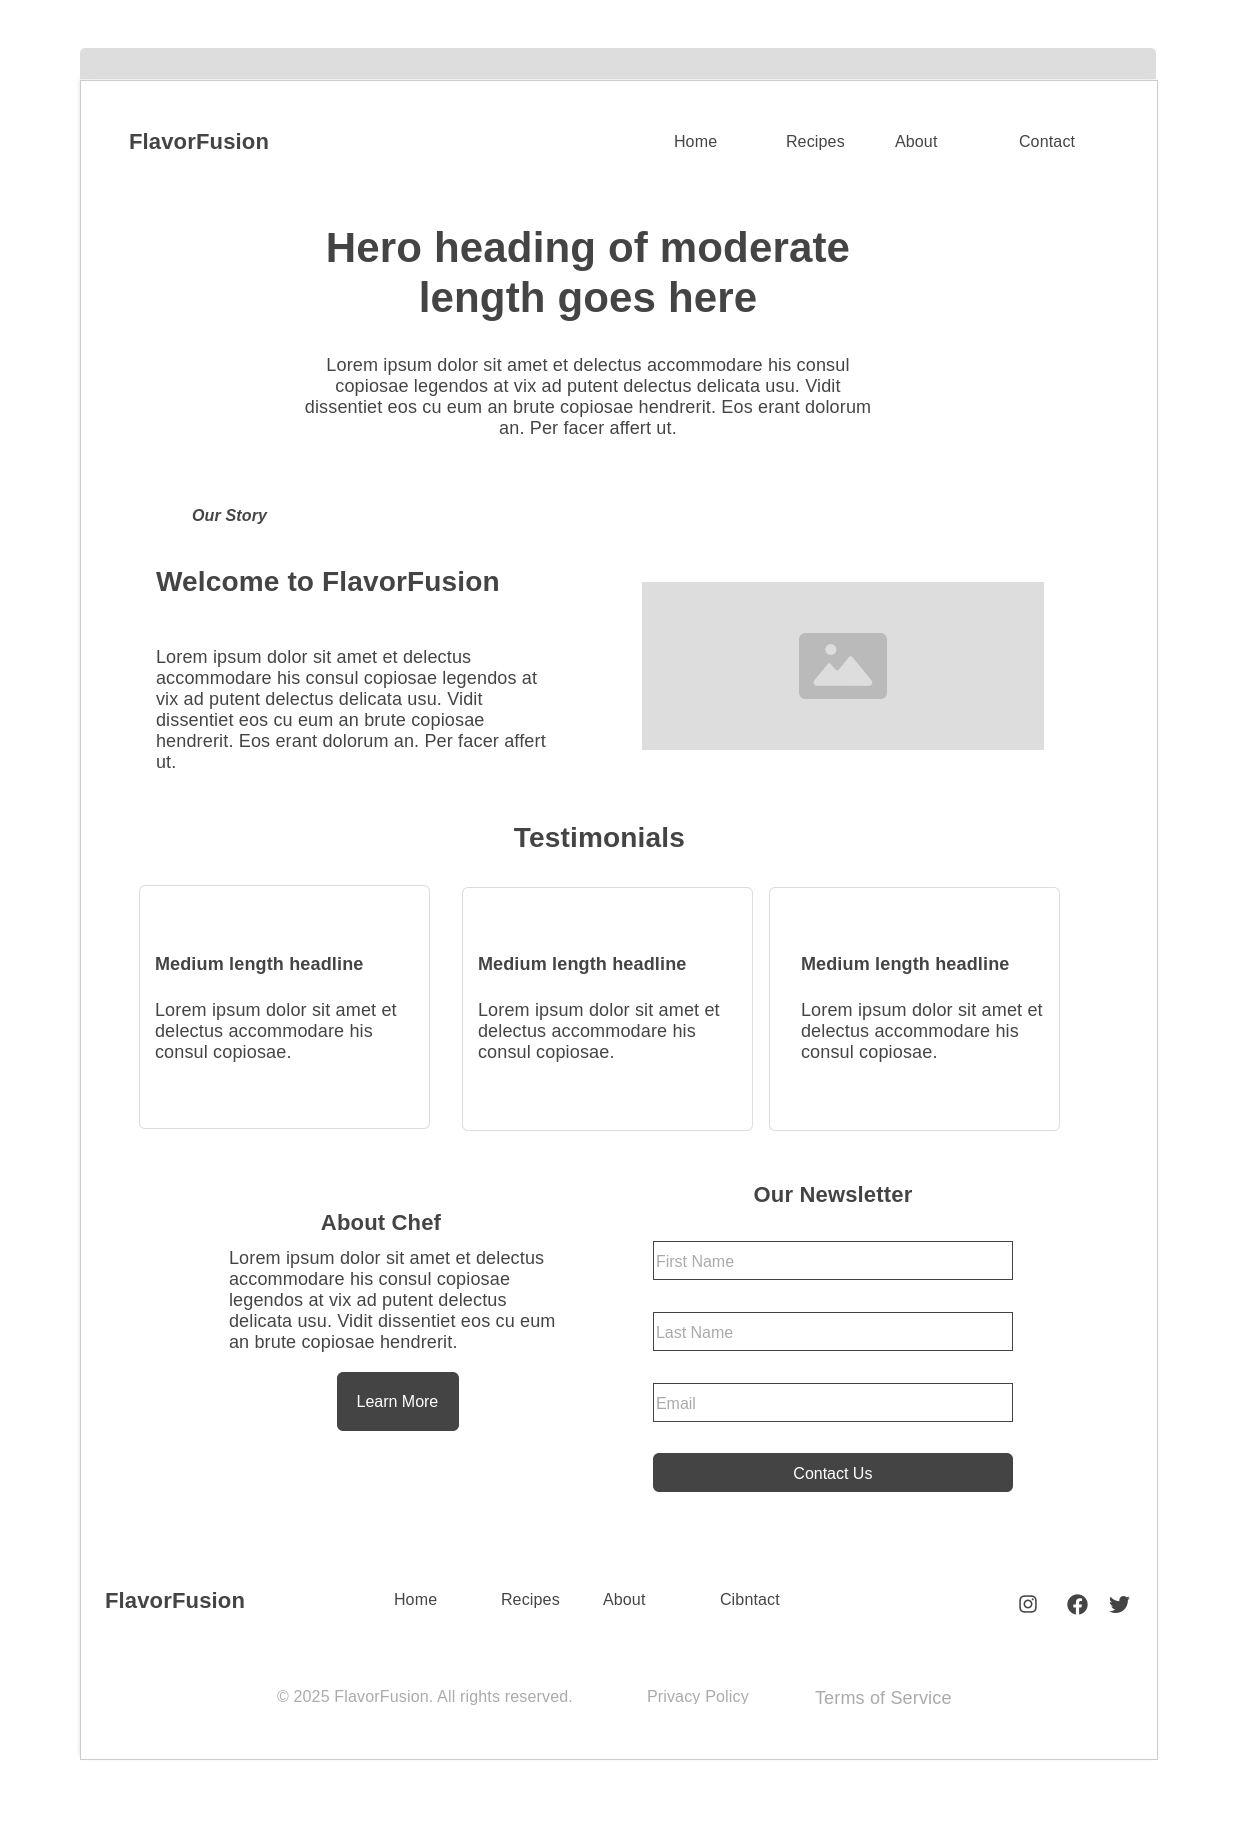 FlavorFusion
Home
Recipes
About
Contact
Hero heading of moderate
length goes here
Lorem ipsum dolor sit amet et delectus accommodare his consul
copiosae legendos at vix ad putent delectus delicata usu. Vidit
dissentiet eos cu eum an brute copiosae hendrerit. Eos erant dolorum
an. Per facer affert ut.
Our Story
Welcome to FlavorFusion
Lorem ipsum dolor sit amet et delectus
accommodare his consul copiosae legendos at
vix ad putent delectus delicata usu. Vidit
dissentiet eos cu eum an brute copiosae
hendrerit. Eos erant dolorum an. Per facer affert
ut.
Testimonials
Medium length headline
Lorem ipsum dolor sit amet et
delectus accommodare his
consul copiosae.
Medium length headline
Lorem ipsum dolor sit amet et
delectus accommodare his
consul copiosae.
Medium length headline
Lorem ipsum dolor sit amet et
delectus accommodare his
consul copiosae.
About Chef
Lorem ipsum dolor sit amet et delectus
accommodare his consul copiosae
legendos at vix ad putent delectus
delicata usu. Vidit dissentiet eos cu eum
an brute copiosae hendrerit.
Learn More
Our Newsletter
First Name
Last Name
Email
Contact Us
FlavorFusion
Home
Recipes
About
Cibntact
© 2025 FlavorFusion. All rights reserved.
Privacy Policy
Terms of Service